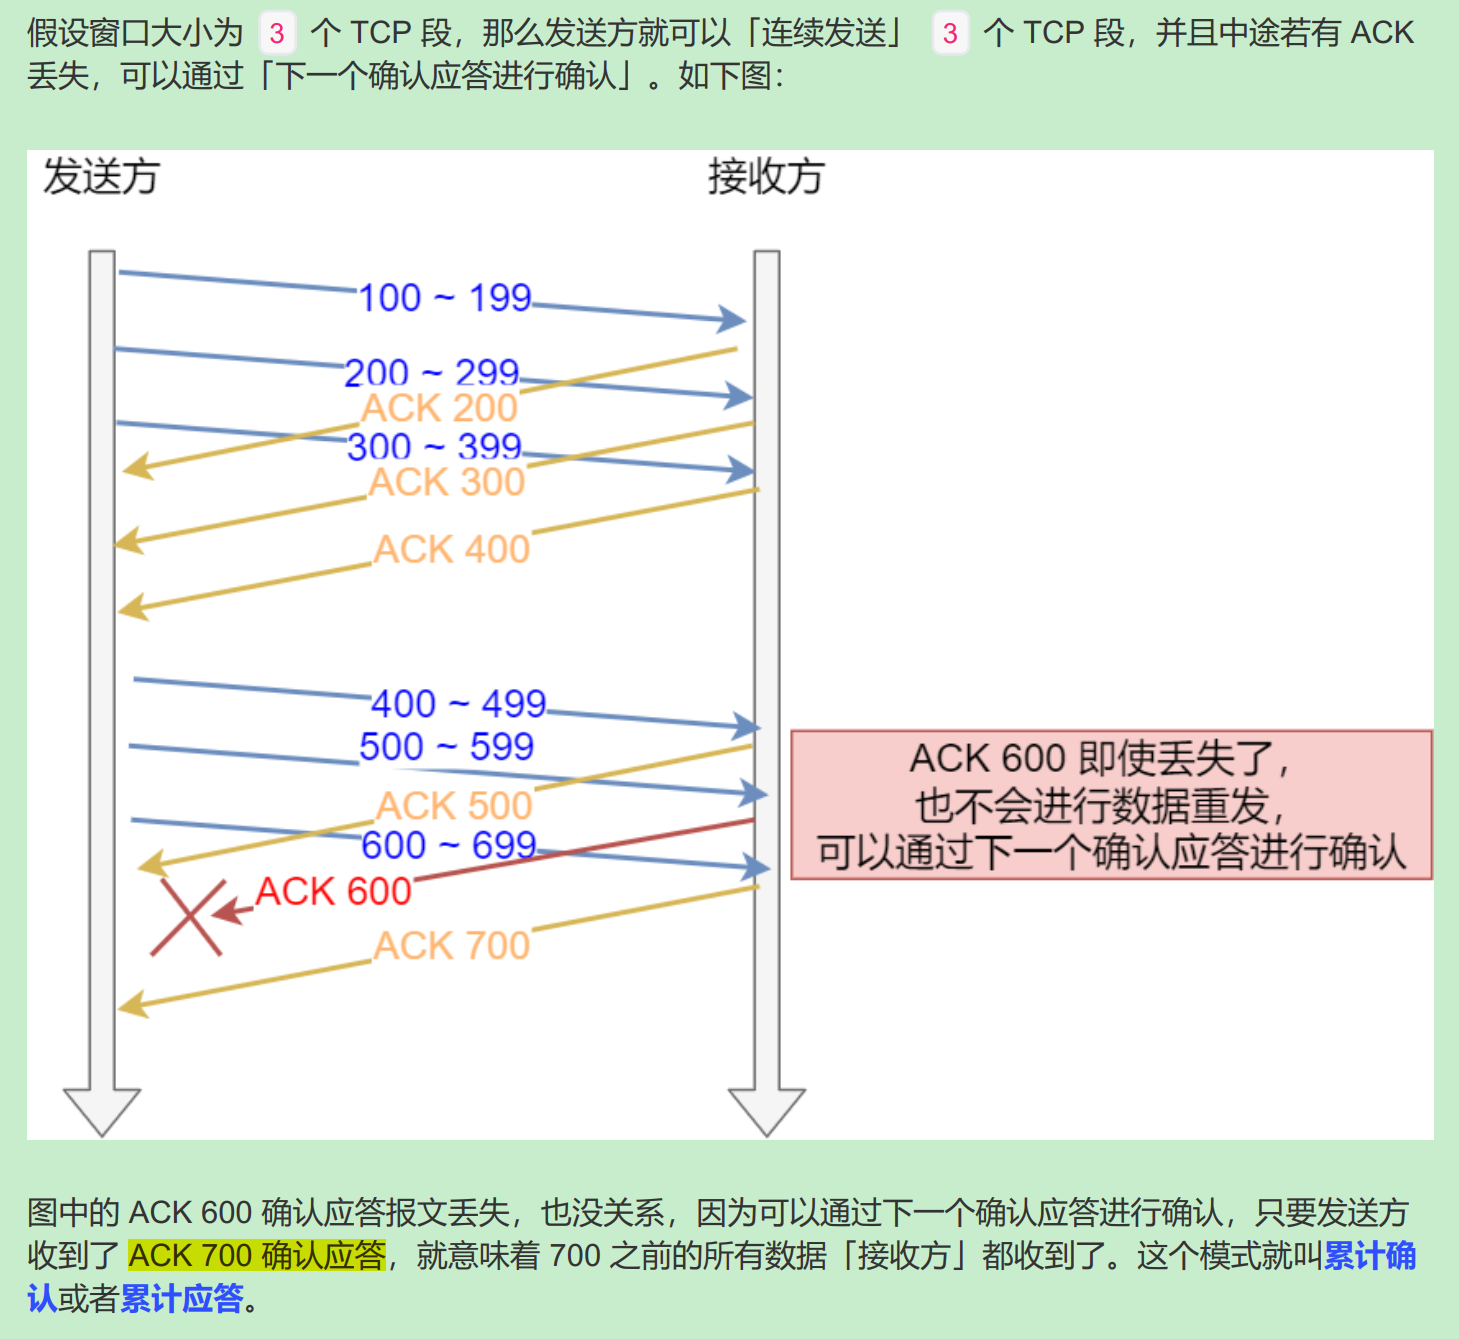 假设窗口大小为 3 个 TCP 段，那么发送方就可以「连续发送」 3 个 TCP 段，并且中途若有 ACK
丢失，可以通过「下一个确认应答进行确认」。如下图：
发送方
接收方
100 ~ 199
200 ~ 299
ACK 200
300 ~ 399
ACK 300
ACK 400
400 ~ 499
500 ~ 599
ACK 500
600 ~ 699
ACK 600
ACK 700
ACK 600 即使丢失了，
也不会进行数据重发，
可以通过下一个确认应答进行确认
图中的 ACK 600 确认应答报文丢失，也没关系，因为可以通过下一个确认应答进行确认，只要发送方
收到了 ACK 700 确认应答，就意味着 700 之前的所有数据「接收方」都收到了。这个模式就叫累计确
认或者累计应答。